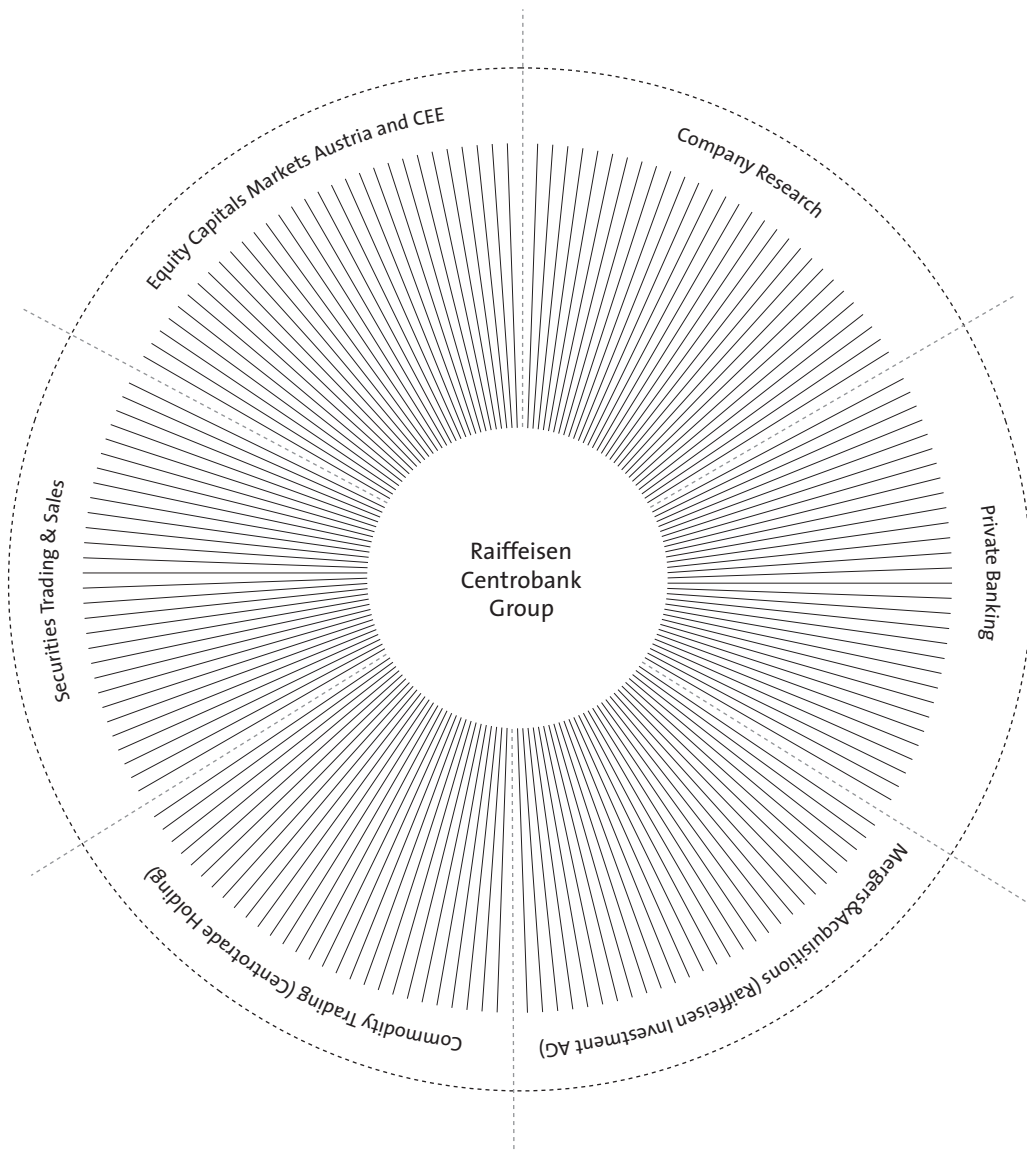 Equity Capitals Markets Austria and CEE
Company Research
Securities Trading & Sales
Raiffeisen
Centrobank
Group
Private Banking
Commodity Trading (Centrotrade Holding)
Mergers&Acquisitions (Raiffeisen Investment AG)